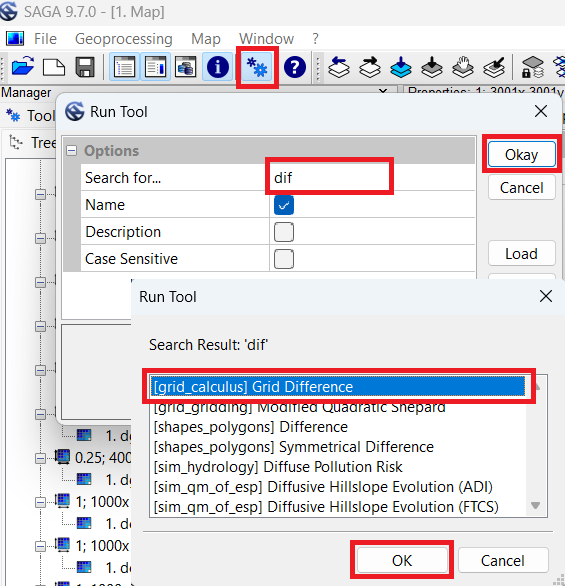 SAGA 9.7.0 - [1. Map]
File Geoprocessing Map Window ?
Manager
Properties: 1: 3001x 3001y
Tool
Tree
Run Tool
Options
Search for... dif
Name
Description
Case Sensitive
Okay
Cancel
Load
Run Tool
Search Result: 'dif'
[grid_calculus] Grid Difference
[grid_gridding] Modified Quadratic Shepard
[shapes_polygons] Difference
[shapes_polygons] Symmetrical Difference
[sim_hydrology] Diffuse Pollution Risk
[sim_qm_of_esp] Diffusive Hillslope Evolution (ADI)
[sim_qm_of_esp] Diffusive Hillslope Evolution (FTCS)
OK Cancel
1. dg
0.25; 400
1. de
1; 1000x
1. de
1; 1000x
1. de
1; 1000x